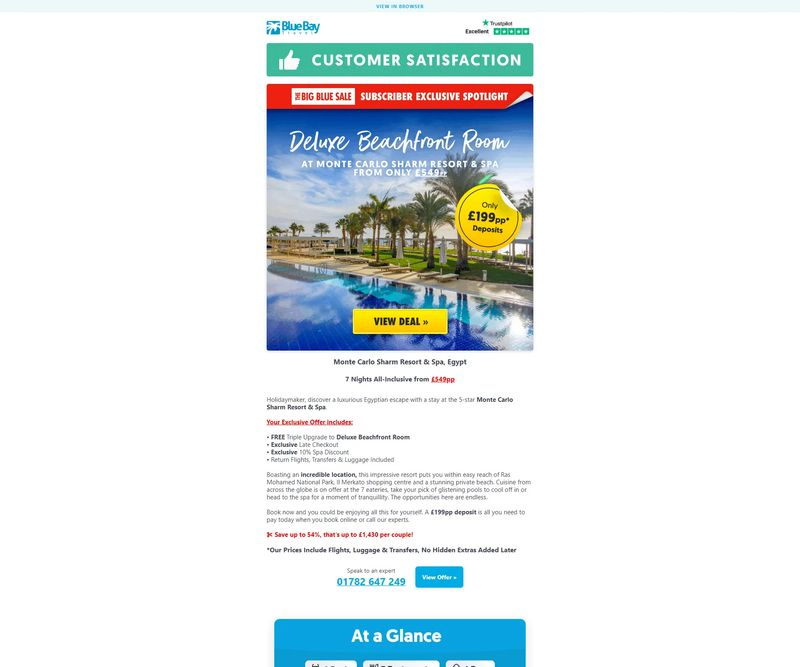 VIEW IN BROWSER
BlueBay
Travel
Trustpilot
Excellent
CUSTOMER SATISFACTION
THE BIG BLUE SALE SUBSCRIBER EXCLUSIVE SPOTLIGHT
Deluxe Beachfront Room
AT MONTE CARLO SHARM RESORT & SPA
FROM ONLY £549pp
Only
£199pp*
Deposits
VIEW DEAL »
Monte Carlo Sharm Resort & Spa, Egypt
7 Nights All-Inclusive from £549pp
Holidaymaker, discover a luxurious Egyptian escape with a stay at the 5-star Monte Carlo
Sharm Resort & Spa.
Your Exclusive Offer includes:
• FREE Triple Upgrade to Deluxe Beachfront Room
• Exclusive Late Checkout
• Exclusive 10% Spa Discount
• Return Flights, Transfers & Luggage Included
Boasting an incredible location, this impressive resort puts you within easy reach of Ras
Mohamed National Park, Il Merkato shopping centre and a stunning private beach. Cuisine from
across the globe is on offer at the 7 eateries, take your pick of glistening pools to cool off in or
head to the spa for a moment of tranquillity. The opportunities here are endless.
Book now and you could be enjoying all this for yourself. A £199pp deposit is all you need to
pay today when you book online or call our experts.
✂ Save up to 54%, that's up to £1,430 per couple!
*Our Prices Include Flights, Luggage & Transfers, No Hidden Extras Added Later
Speak to an expert
01782 647 249
View Offer »
At a Glance